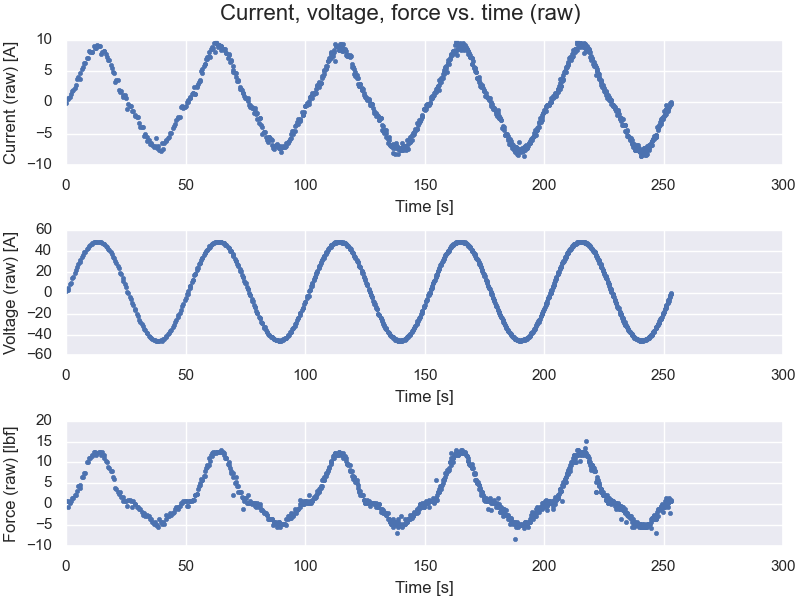 Current, voltage, force vs. time (raw)
Current (raw) [A]
10
5
0
−5
−10
0 50 100 150 200 250 300
Time [s]
Voltage (raw) [A]
60
40
20
0
−20
−40
−60
0 50 100 150 200 250 300
Time [s]
Force (raw) [lbf]
20
15
10
5
0
−5
−10
0 50 100 150 200 250 300
Time [s]